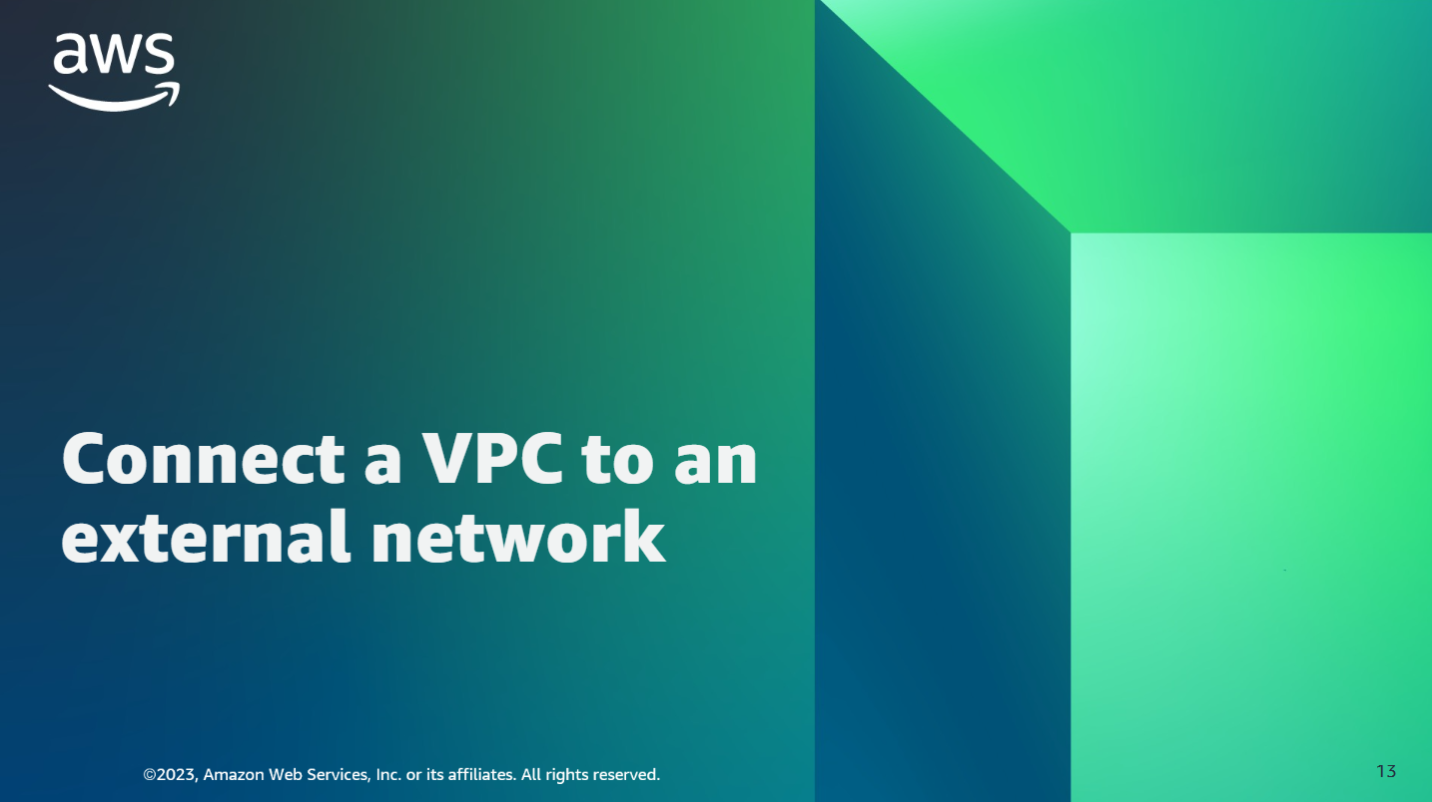 aws
Connect a VPC to an
external network
©2023, Amazon Web Services, Inc. or its affiliates. All rights reserved.
13